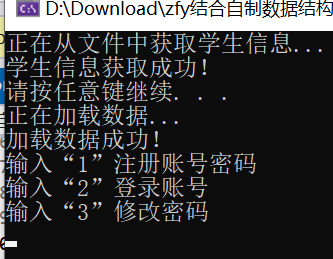 D:\Download\zfy结合自制数据结构
正在从文件中获取学生信息...
学生信息获取成功！
请按任意键继续. . .
正在加载数据...
加载数据成功！
输入“1”注册账号密码
输入“2”登录账号
输入“3”修改密码